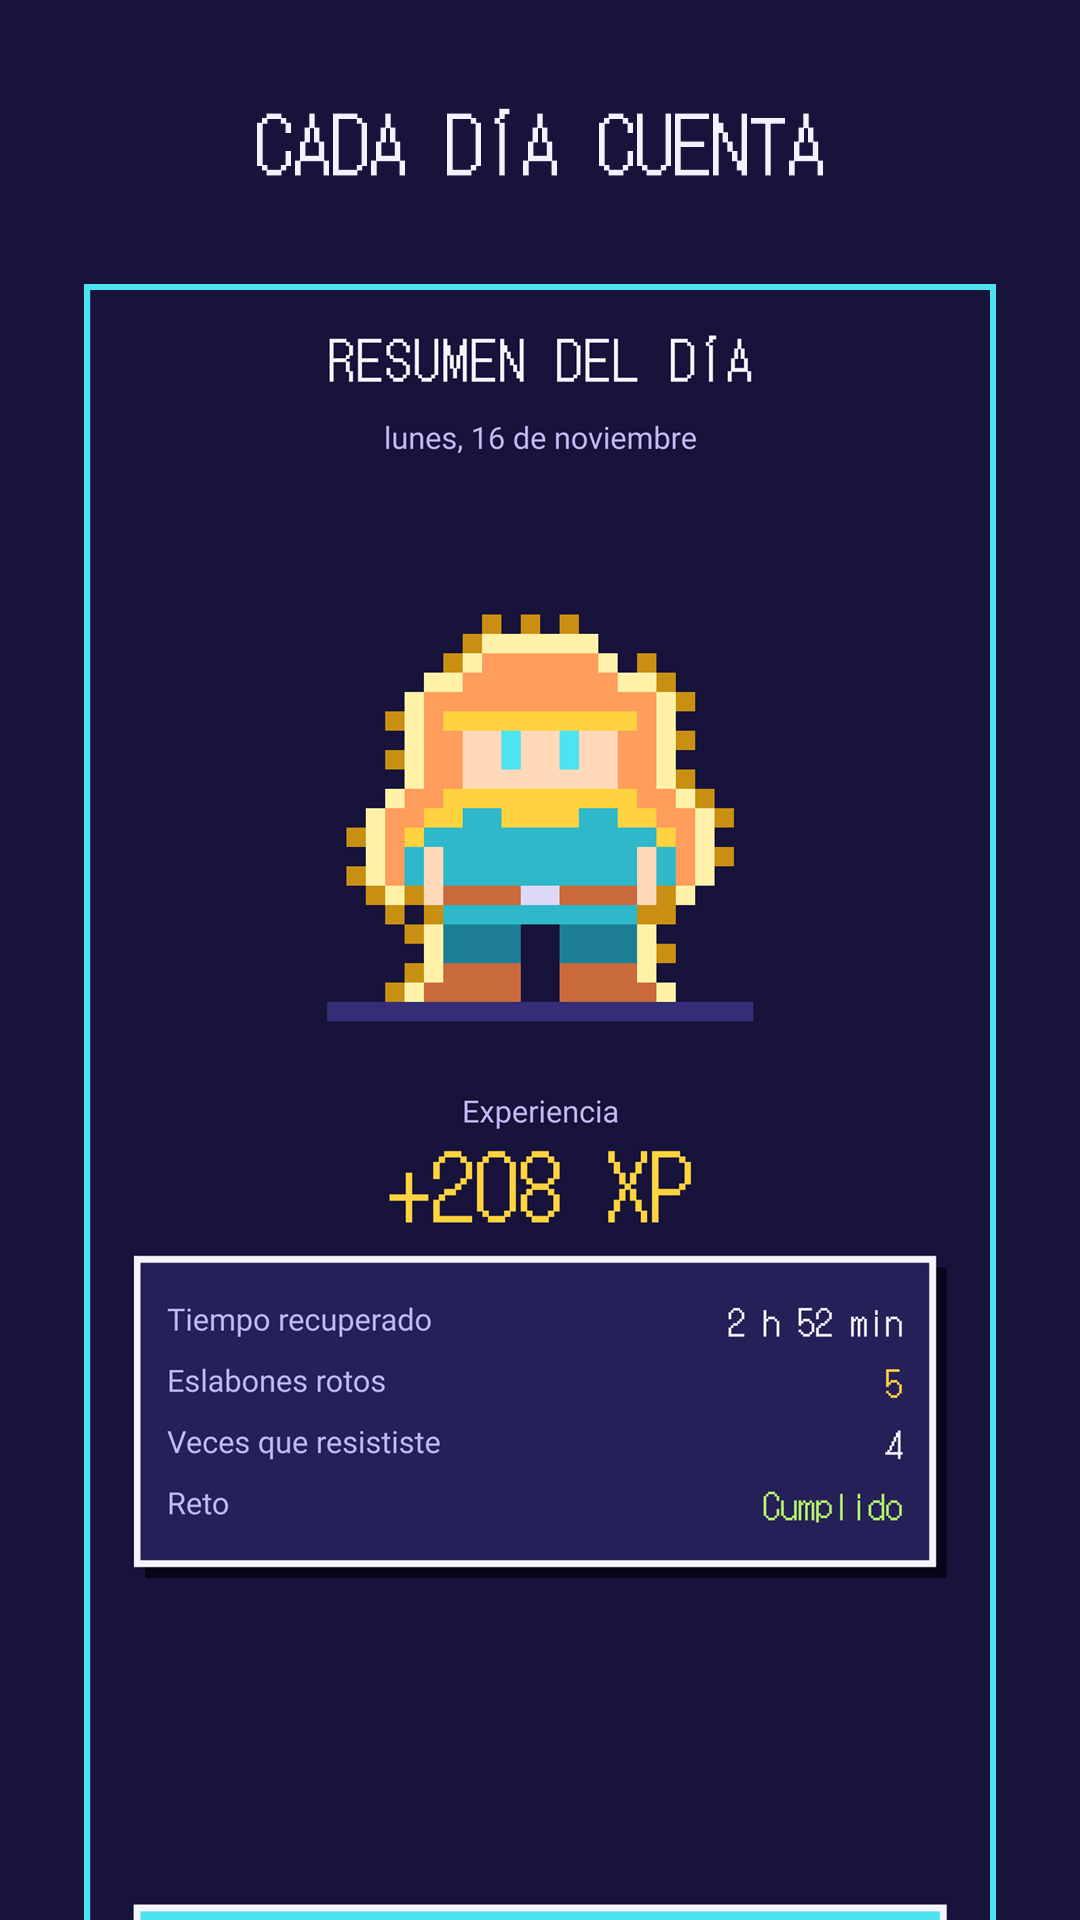 CADA DÍA CUENTA
RESUMEN DEL DÍA
lunes, 16 de noviembre
Experiencia
+208 XP
Tiempo recuperado 2 h 52 min
Eslabones rotos 5
Veces que resististe 4
Reto Cumplido